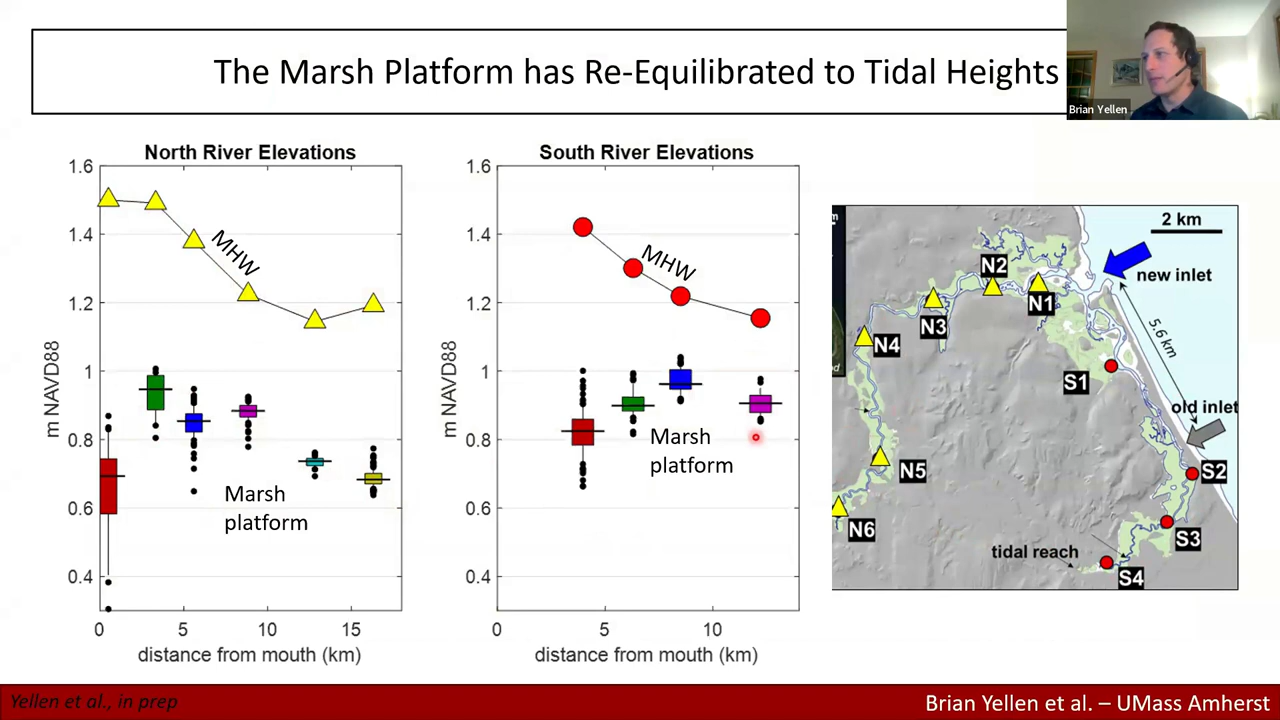 The Marsh Platform has Re-Equilibrated to Tidal Heights
Brian Yellen
North River Elevations
1.6
1.4
1.2
1
0.8
0.6
0.4
m NAVD88
MHW
Marsh
platform
0
5
10
15
distance from mouth (km)
South River Elevations
1.6
1.4
1.2
1
0.8
0.6
0.4
m NAVD88
MHW
Marsh
platform
0
5
10
distance from mouth (km)
2 km
new inlet
5.6 km
old inlet
N1
N2
N3
N4
N5
N6
S1
S2
S3
S4
tidal reach
Yellen et al., in prep
Brian Yellen et al. – UMass Amherst